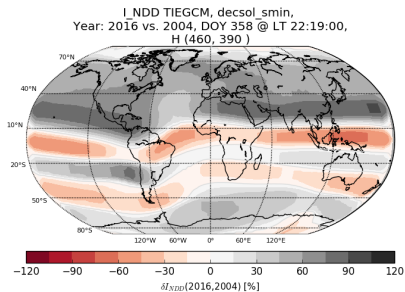 I_NDD TIEGCM, decsol_smin,
Year: 2016 vs. 2004, DOY 358 @ LT 22:19:00,
H (460, 390 )
70°N
40°N
10°N
20°S
50°S
80°S
120°W 60°W 0° 60°E 120°E
−120 −90 −60 −30 0 30 60 90 120
δI_NDD(2016,2004) [%]